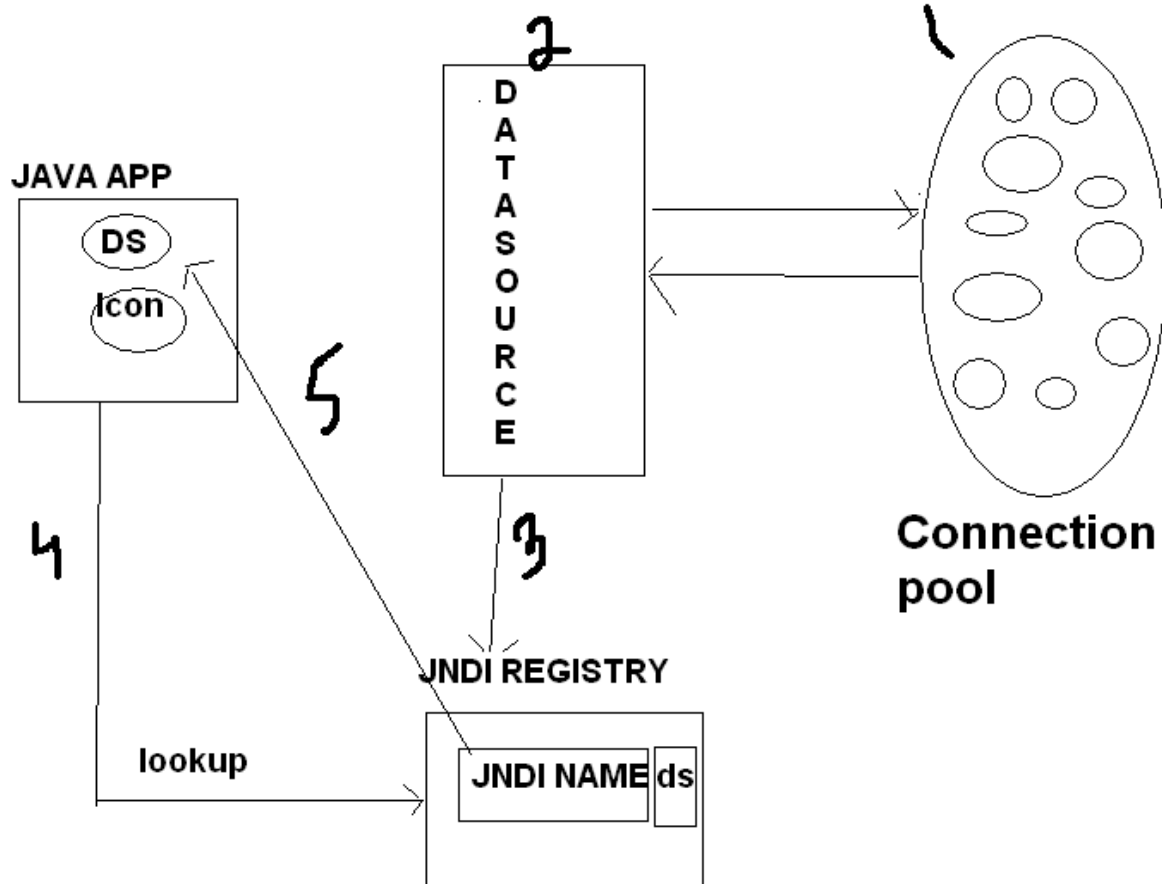 1
2
DATASOURCE
JAVA APP
DS
Icon
5
4
3
Connection
pool
JNDI REGISTRY
lookup
JNDI NAME ds